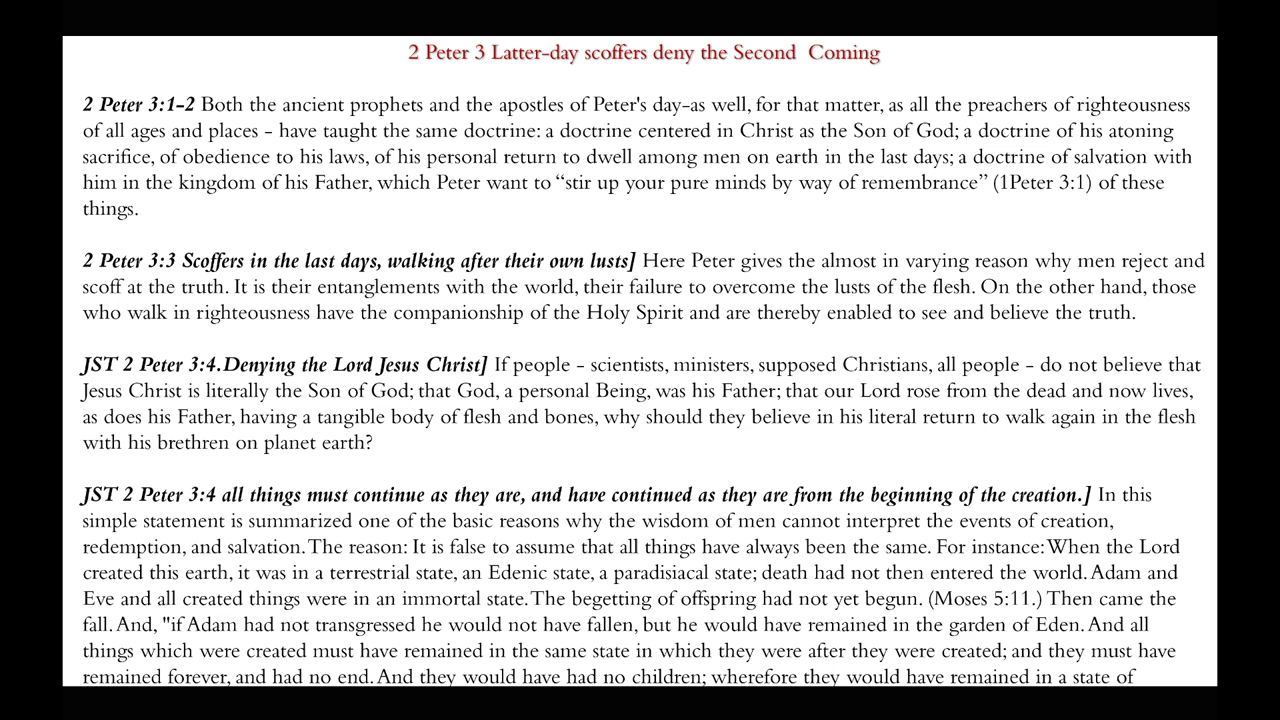 2 Peter 3 Latter-day scoffers deny the Second  Coming
2 Peter 3:1-2 Both the ancient prophets and the apostles of Peter's day-as well, for that matter, as all the preachers of righteousness
of all ages and places - have taught the same doctrine: a doctrine centered in Christ as the Son of God; a doctrine of his atoning
sacrifice, of obedience to his laws, of his personal return to dwell among men on earth in the last days; a doctrine of salvation with
him in the kingdom of his Father, which Peter want to “stir up your pure minds by way of remembrance” (1Peter 3:1) of these
things.
2 Peter 3:3 Scoffers in the last days, walking after their own lusts] Here Peter gives the almost in varying reason why men reject and
scoff at the truth. It is their entanglements with the world, their failure to overcome the lusts of the flesh. On the other hand, those
who walk in righteousness have the companionship of the Holy Spirit and are thereby enabled to see and believe the truth.
JST 2 Peter 3:4. Denying the Lord Jesus Christ] If people - scientists, ministers, supposed Christians, all people - do not believe that
Jesus Christ is literally the Son of God; that God, a personal Being, was his Father; that our Lord rose from the dead and now lives,
as does his Father, having a tangible body of flesh and bones, why should they believe in his literal return to walk again in the flesh
with his brethren on planet earth?
JST 2 Peter 3:4 all things must continue as they are, and have continued as they are from the beginning of the creation.] In this
simple statement is summarized one of the basic reasons why the wisdom of men cannot interpret the events of creation,
redemption, and salvation. The reason: It is false to assume that all things have always been the same. For instance: When the Lord
created this earth, it was in a terrestrial state, an Edenic state, a paradisiacal state; death had not then entered the world. Adam and
Eve and all created things were in an immortal state. The begetting of offspring had not yet begun. (Moses 5:11.) Then came the
fall. And, "if Adam had not transgressed he would not have fallen, but he would have remained in the garden of Eden. And all
things which were created must have remained in the same state in which they were after they were created; and they must have
remained forever, and had no end. And they would have had no children; wherefore they would have remained in a state of